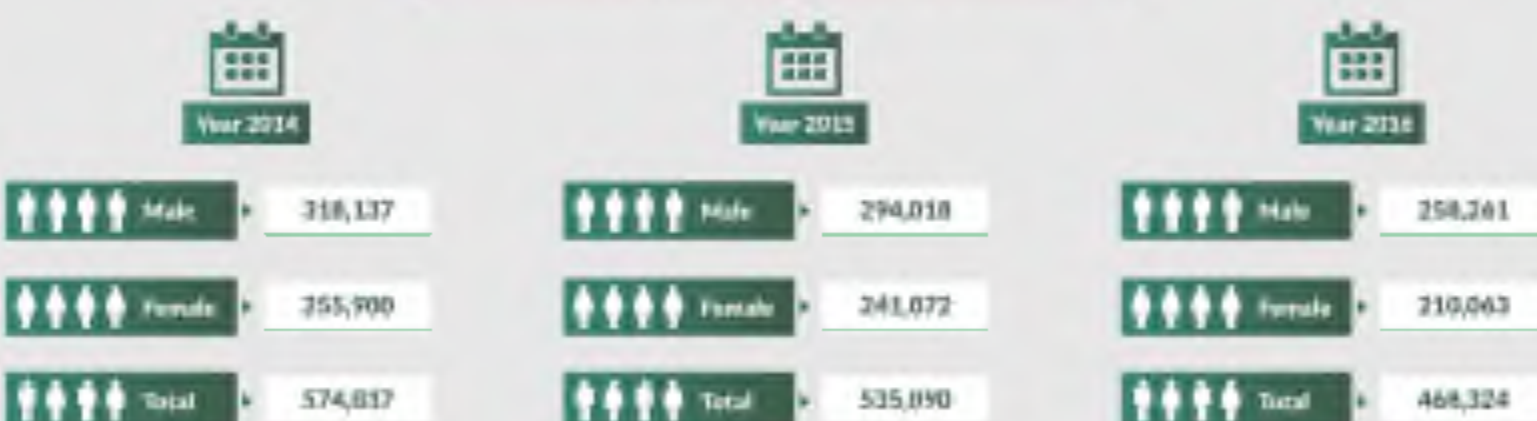 Year 2014 Year 2015 Year 2016
Male 318,137 Male 294,018 Male 258,261
Female 255,900 Female 241,072 Female 210,063
Total 574,037 Total 535,090 Total 468,324